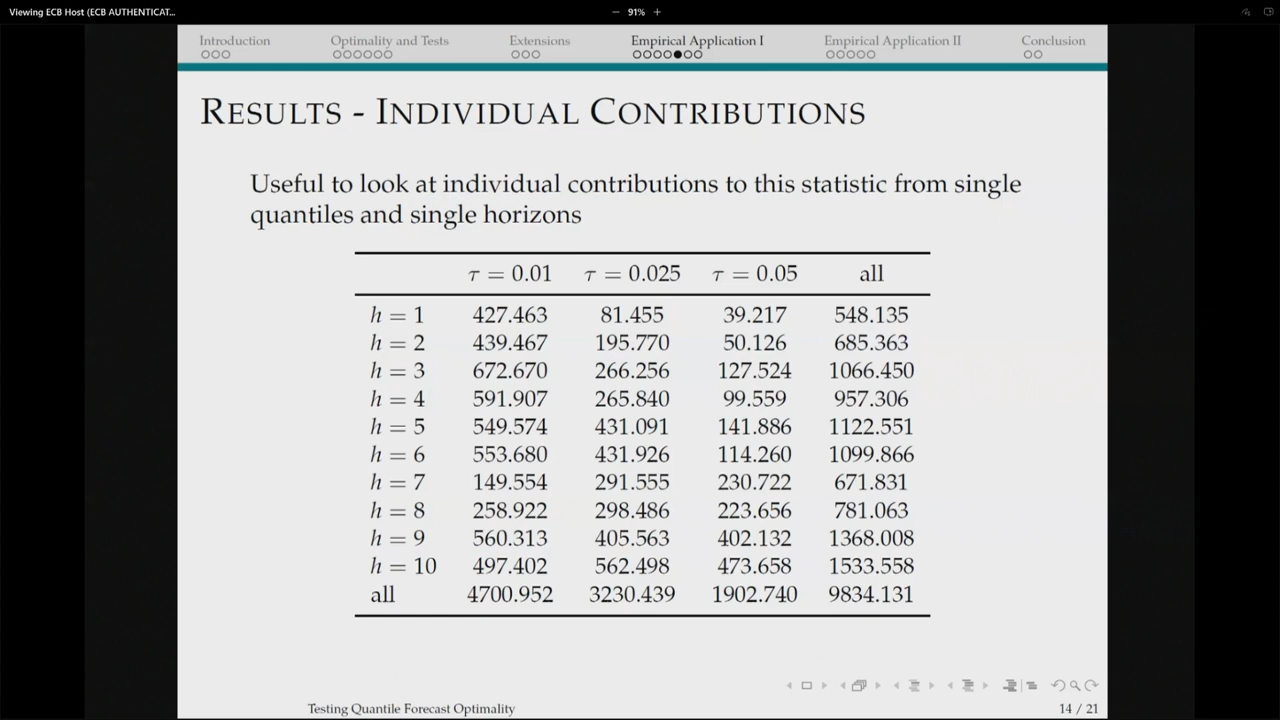 Viewing ECB Host (ECB AUTHENTICAT...
91%
Introduction Optimality and Tests Extensions Empirical Application I Empirical Application II Conclusion
RESULTS - INDIVIDUAL CONTRIBUTIONS
Useful to look at individual contributions to this statistic from single
quantiles and single horizons
τ = 0.01 τ = 0.025 τ = 0.05 all
h = 1 427.463 81.455 39.217 548.135
h = 2 439.467 195.770 50.126 685.363
h = 3 672.670 266.256 127.524 1066.450
h = 4 591.907 265.840 99.559 957.306
h = 5 549.574 431.091 141.886 1122.551
h = 6 553.680 431.926 114.260 1099.866
h = 7 149.554 291.555 230.722 671.831
h = 8 258.922 298.486 223.656 781.063
h = 9 560.313 405.563 402.132 1368.008
h = 10 497.402 562.498 473.658 1533.558
all 4700.952 3230.439 1902.740 9834.131
Testing Quantile Forecast Optimality 14 / 21